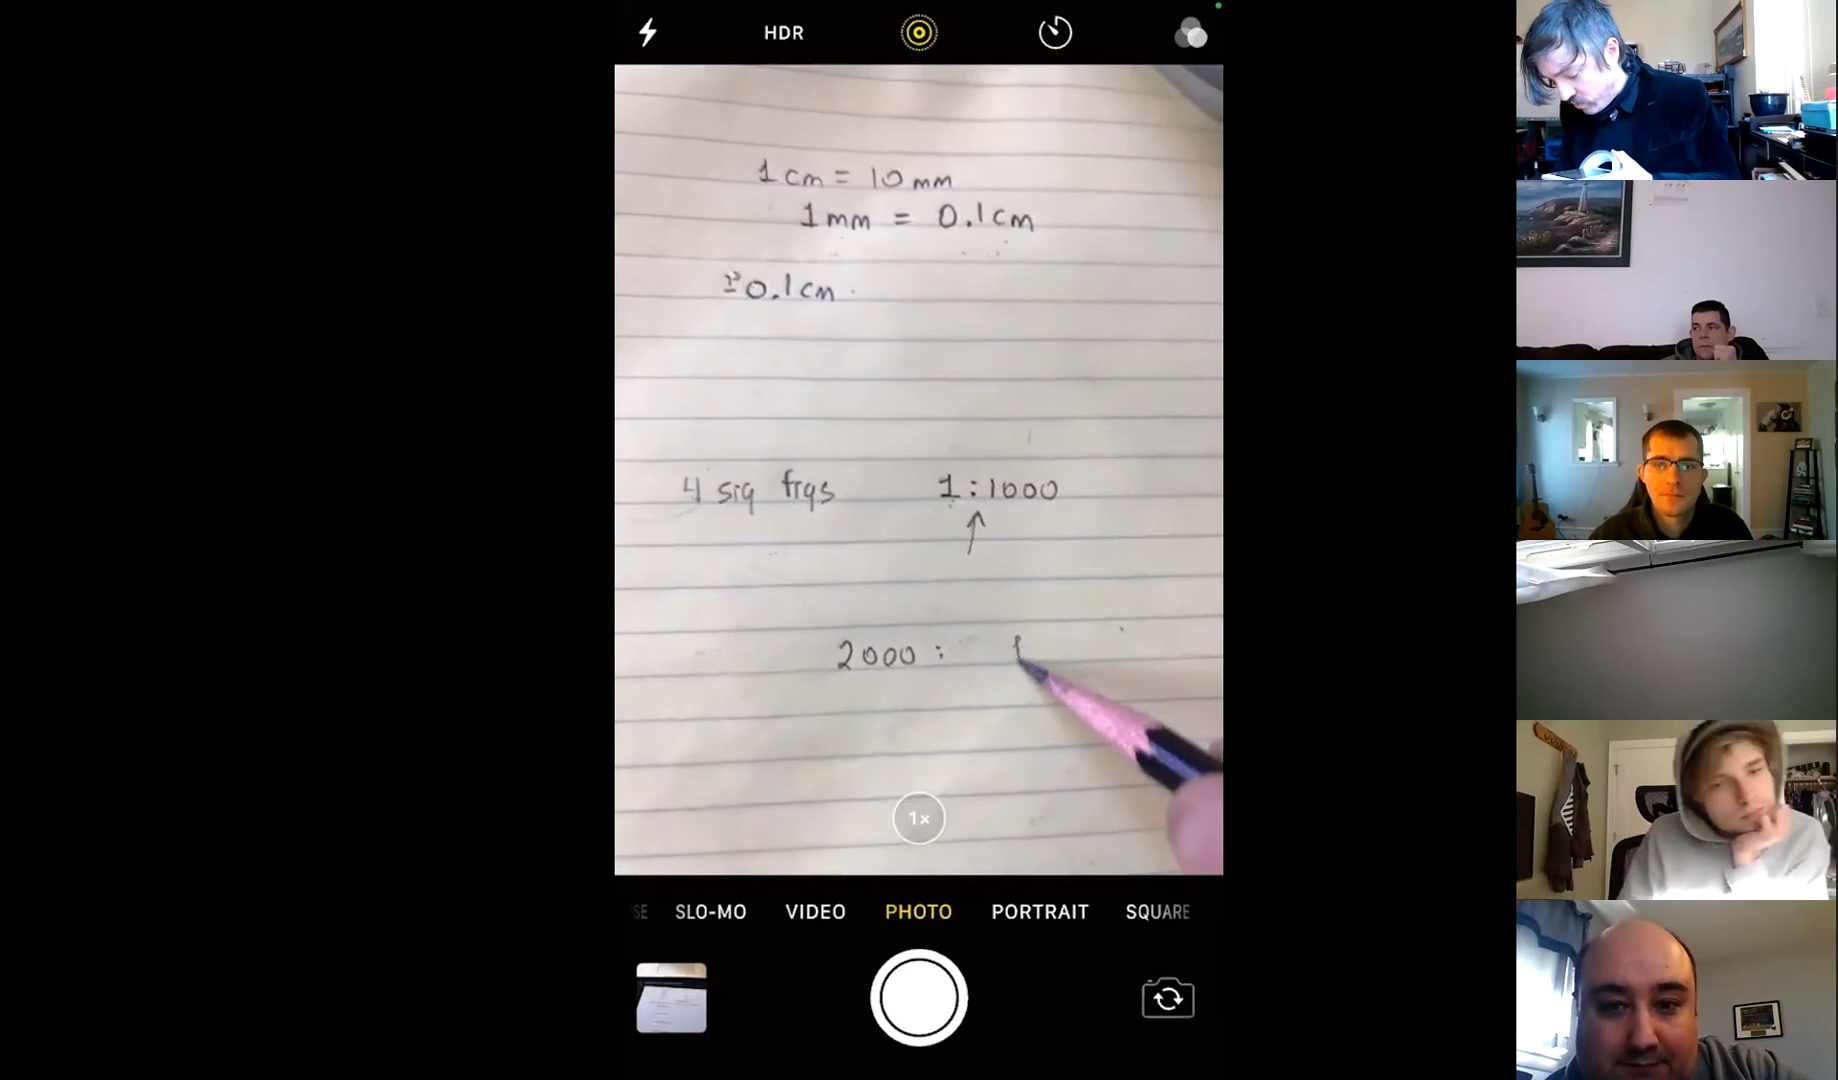 HDR
1 cm = 10 mm
1 mm = 0.1 cm
0.1 cm
4 sig figs 1:1000
2000 :
1×
SLO-MO VIDEO PHOTO PORTRAIT SQUARE